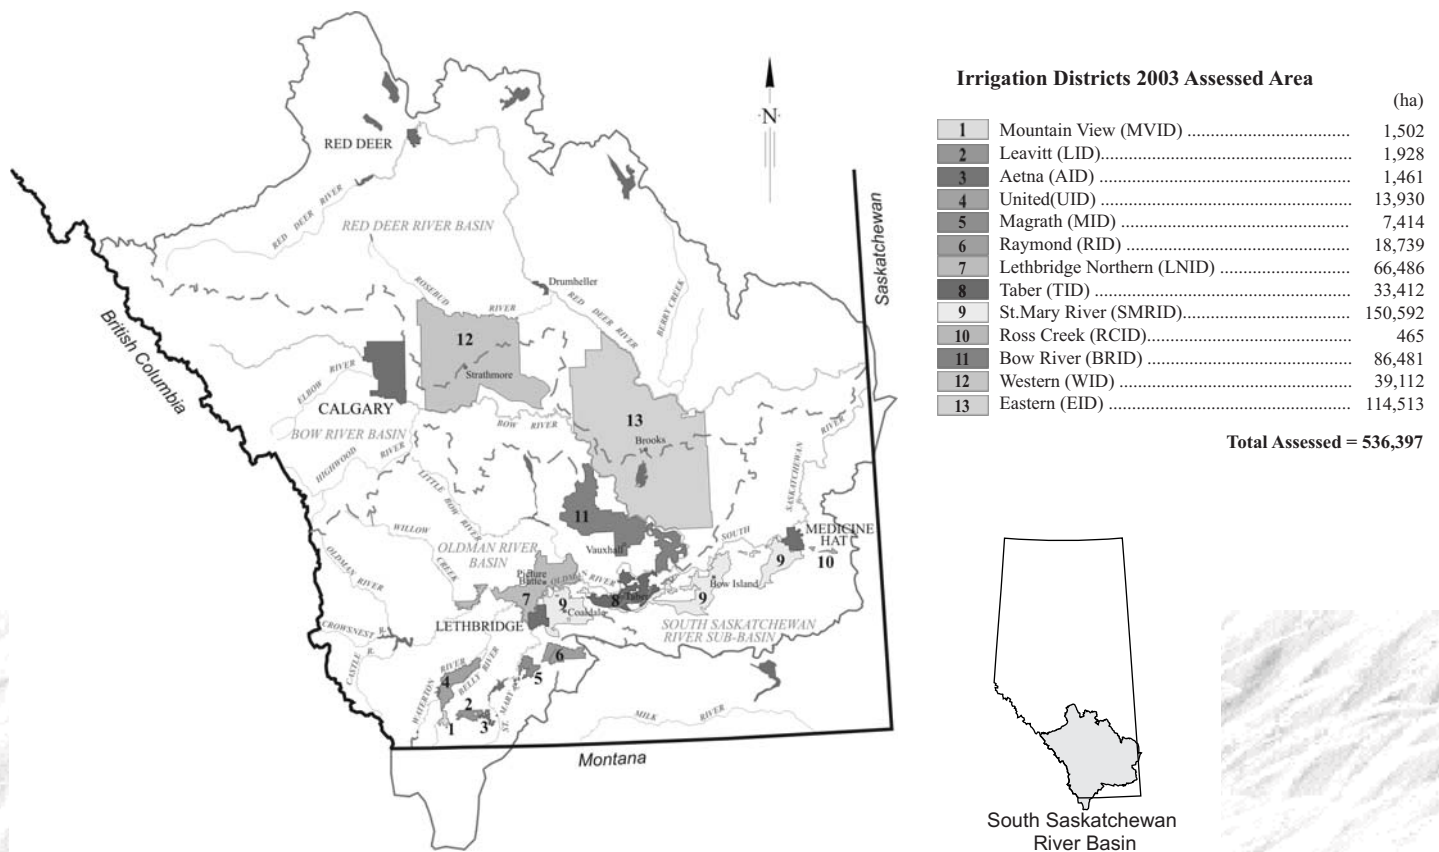 Irrigation Districts 2003 Assessed Area
(ha)
1 Mountain View (MVID) ................................. 1,502
2 Leavitt (LID)................................................... 1,928
3 Aetna (AID) ................................................... 1,461
4 United(UID) .................................................... 13,930
5 Magrath (MID) ............................................... 7,414
6 Raymond (RID) .............................................. 18,739
7 Lethbridge Northern (LNID) .......................... 66,486
8 Taber (TID) .................................................... 33,412
9 St.Mary River (SMRID).................................. 150,592
10 Ross Creek (RCID) ......................................... 465
11 Bow River (BRID) .......................................... 86,481
12 Western (WID) ............................................... 39,112
13 Eastern (EID) ................................................. 114,513
Total Assessed = 536,397
N
RED DEER
RED DEER RIVER
RED DEER RIVER BASIN
Saskatchewan
British Columbia
Drumheller
ROSEBUD RIVER
RED DEER RIVER
BERRY CREEK
12
Strathmore
ELBOW RIVER
CALGARY
BOW RIVER BASIN
BOW RIVER
HIGHWOOD RIVER
13
Brooks
LITTLE BOW RIVER
SOUTH SASKATCHEWAN RIVER
11
WILLOW CREEK
OLDMAN RIVER
BASIN
Vauxhall
MEDICINE
HAT
9
10
OLDMAN RIVER
Picture
Butte
OLDMAN RIVER
Bow Island
7
9
8
Taber
9
Coaldale
LETHBRIDGE
CROWSNEST R.
CASTLE R.
SOUTH SASKATCHEWAN
RIVER SUB-BASIN
6
5
4
WATERTON RIVER
BELLY RIVER
ST. MARY
2
1
3
MILK RIVER
Montana
South Saskatchewan
River Basin